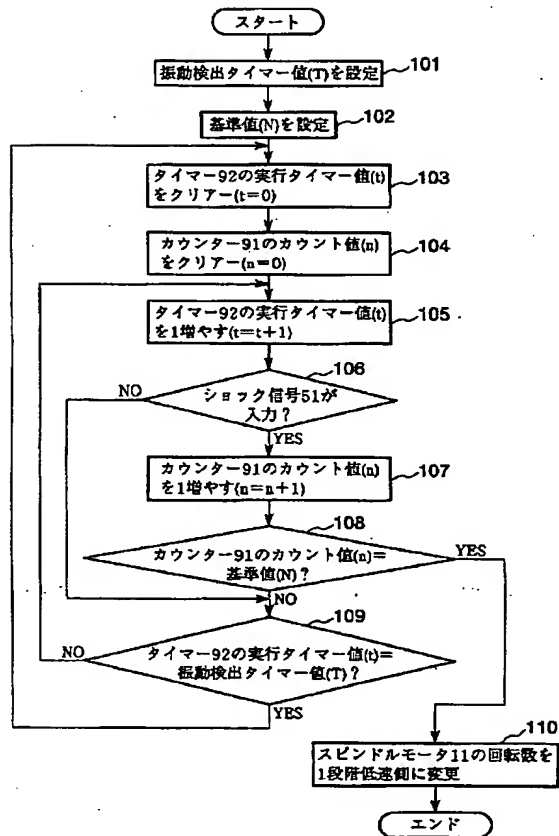 スタート
振動検出タイマー値(T)を設定
101
基準値(N)を設定
102
タイマー92の実行タイマー値(t)
をクリアー(t=0)
103
カウンター91のカウント値(n)
をクリアー(n=0)
104
タイマー92の実行タイマー値(t)
を1増やす(t=t+1)
105
106
NO
ショック信号51が
入力?
YES
カウンター91のカウント値(n)
を1増やす(n=n+1)
107
108
カウンター91のカウント値(n)=
基準値(N)?
YES
NO
109
NO
タイマー92の実行タイマー値(t)=
振動検出タイマー値(T)?
YES
110
スピンドルモータ11の回転数を
1段階低速側に変更
エンド